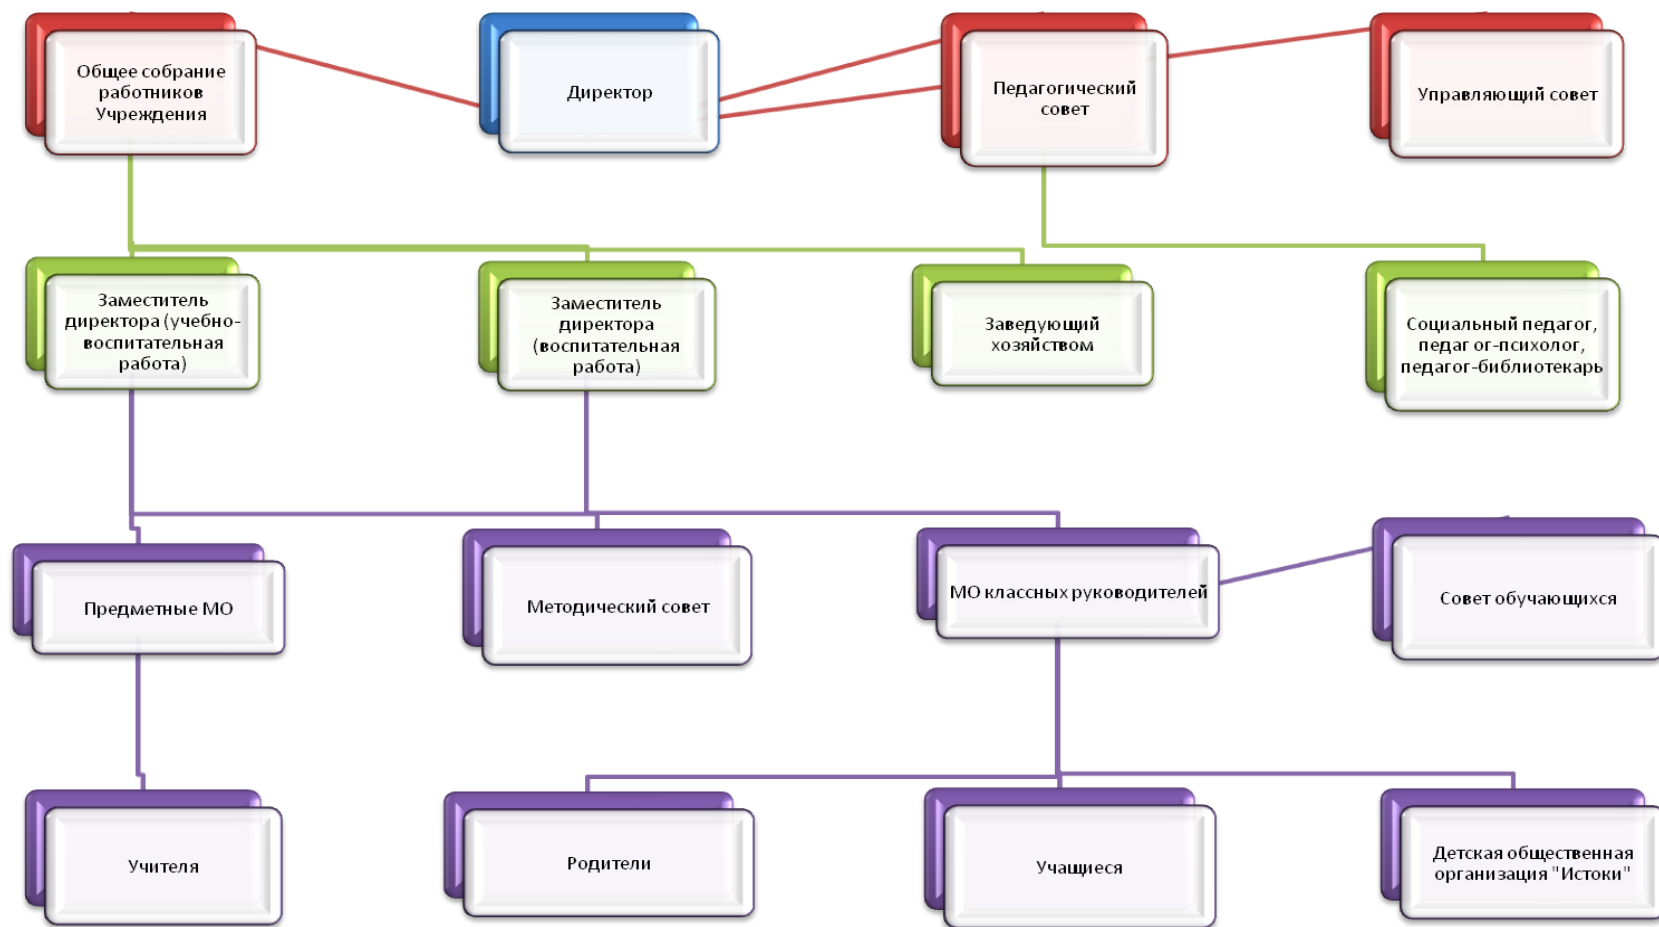 Общее собрание
работников
Учреждения
Директор
Педагогический
совет
Управляющий совет
Заместитель
директора (учебно-
воспитательная
работа)
Заместитель
директора
(воспитательная
работа)
Заведующий
хозяйством
Социальный педагог,
педагог-психолог,
педагог-библиотекарь
Предметные МО
Методический совет
МО классных руководителей
Совет обучающихся
Учителя
Родители
Учащиеся
Детская общественная
организация "Истоки"